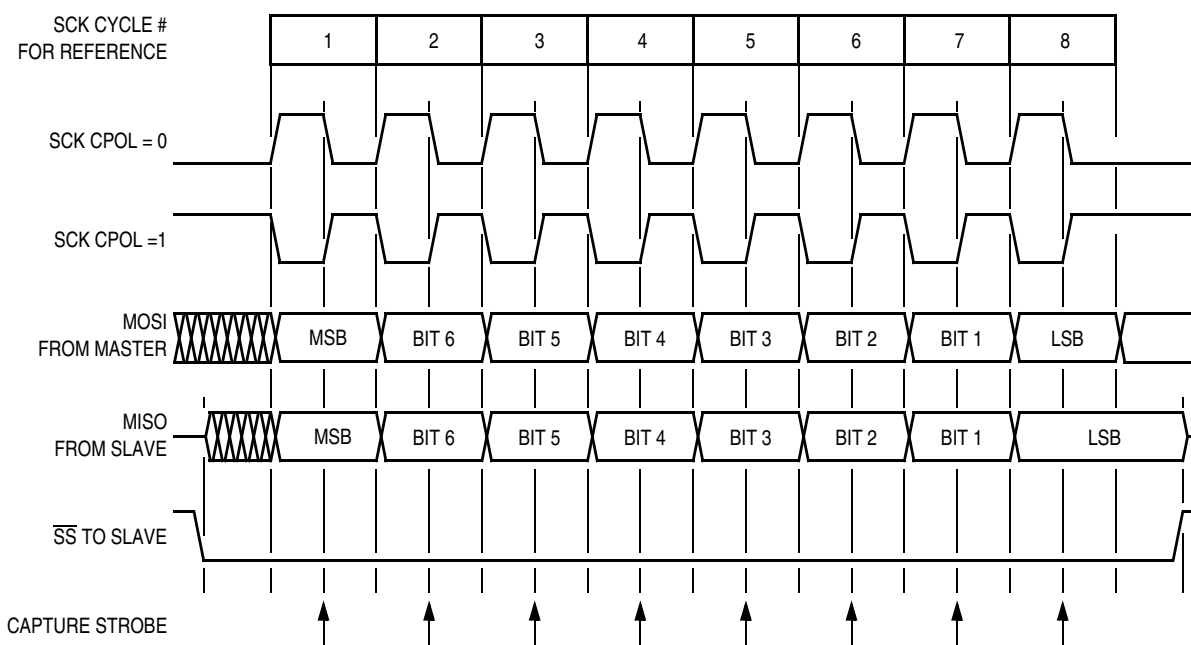 SCK CYCLE #
FOR REFERENCE
1 2 3 4 5 6 7 8
SCK CPOL = 0
SCK CPOL =1
MOSI
FROM MASTER
MSB BIT 6 BIT 5 BIT 4 BIT 3 BIT 2 BIT 1 LSB
MISO
FROM SLAVE
MSB BIT 6 BIT 5 BIT 4 BIT 3 BIT 2 BIT 1 LSB
SS TO SLAVE
CAPTURE STROBE